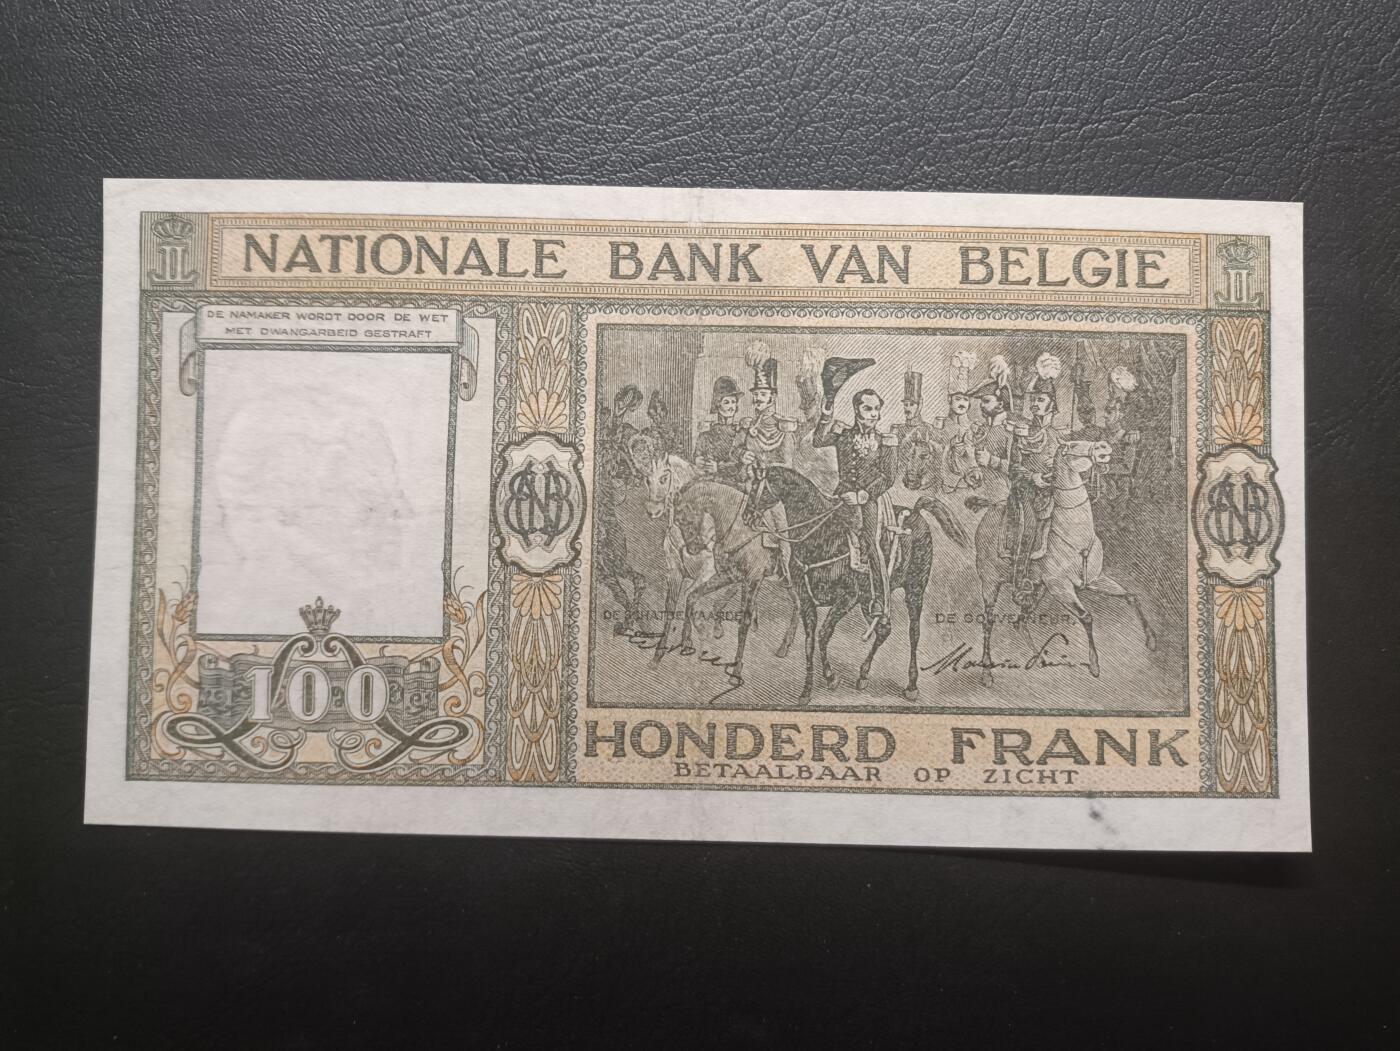 NATIONALE BANK VAN BELGIE
DE NAMAKER WORDT DOOR DE WET
MET DWANGARBEID GESTRAFT
DE SCHATBEWAARDER,
DE GOUVERNEUR.
100
HONDERD FRANK
BETAALBAAR OP ZICHT